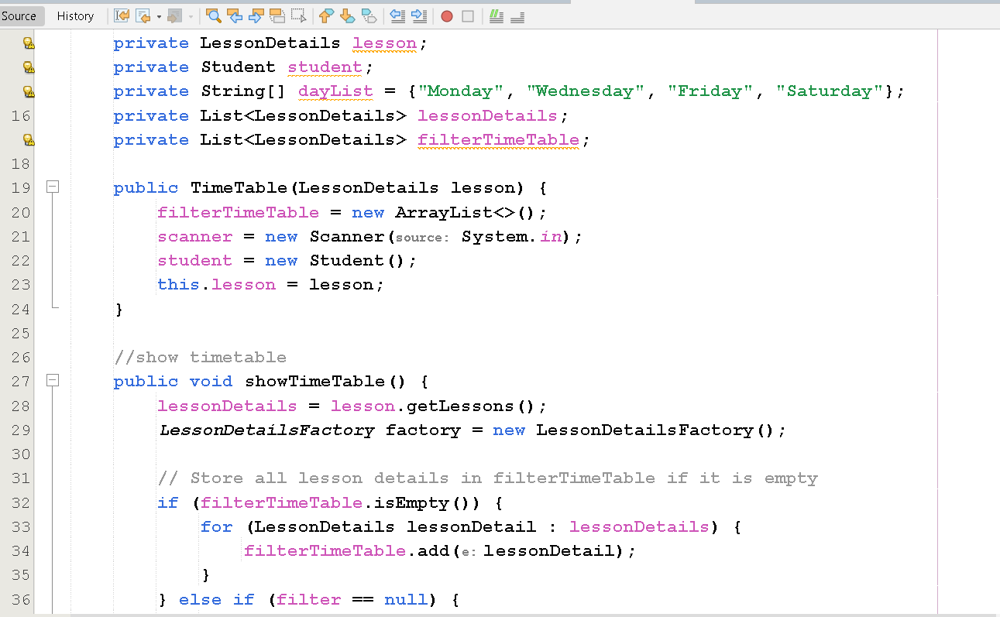 Source History
private LessonDetails lesson;
private Student student;
private String[] dayList = {"Monday", "Wednesday", "Friday", "Saturday"};
16 private List<LessonDetails> lessonDetails;
private List<LessonDetails> filterTimeTable;
18
19 public TimeTable(LessonDetails lesson) {
20 filterTimeTable = new ArrayList<>();
21 scanner = new Scanner(source: System.in);
22 student = new Student();
23 this.lesson = lesson;
24 }
25
26 //show timetable
27 public void showTimeTable() {
28 lessonDetails = lesson.getLessons();
29 LessonDetailsFactory factory = new LessonDetailsFactory();
30
31 // Store all lesson details in filterTimeTable if it is empty
32 if (filterTimeTable.isEmpty()) {
33 for (LessonDetails lessonDetail : lessonDetails) {
34 filterTimeTable.add(e: lessonDetail);
35 }
36 } else if (filter == null) {